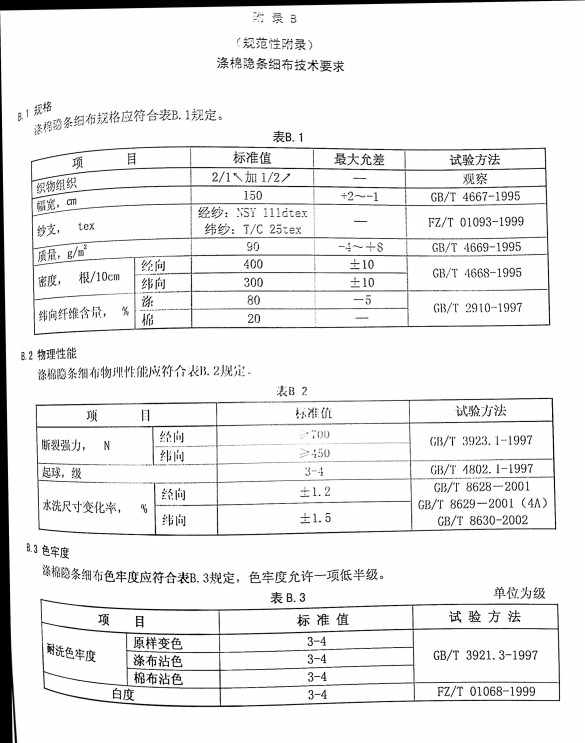 附 录 B
（规范性附录）
涤棉隐条细布技术要求
B.1 规格
涤棉隐条细布规格应符合表B.1规定。
表B.1
项 目 标准值 最大允差 试验方法
织物组织 2/1↖加1/2↗ — 观察
幅宽，cm 150 +2～-1 GB/T 4667-1995
纱支， tex 经纱：NSY 111dtex — FZ/T 01093-1999
纬纱：T/C 25tex
质量，g/m² 90 -4～+8 GB/T 4669-1995
密度， 根/10cm 经向 400 ±10 GB/T 4668-1995
纬向 300 ±10
纬向纤维含量， % 涤 80 -5 GB/T 2910-1997
棉 20 —
B.2 物理性能
涤棉隐条细布物理性能应符合表B.2规定。
表B 2
项 目 标准值 试验方法
断裂强力， N 经向 ≥700 GB/T 3923.1-1997
纬向 ≥450
起球，级 3-4 GB/T 4802.1-1997
水洗尺寸变化率， % 经向 ±1.2 GB/T 8628－2001
GB/T 8629－2001（4A）
纬向 ±1.5 GB/T 8630-2002
B.3 色牢度
涤棉隐条细布色牢度应符合表B.3规定，色牢度允许一项低半级。
表 B.3 单位为级
项 目 标 准 值 试 验 方 法
耐洗色牢度 原样变色 3-4 GB/T 3921.3-1997
涤布沾色 3-4
棉布沾色 3-4
白度 3-4 FZ/T 01068-1999